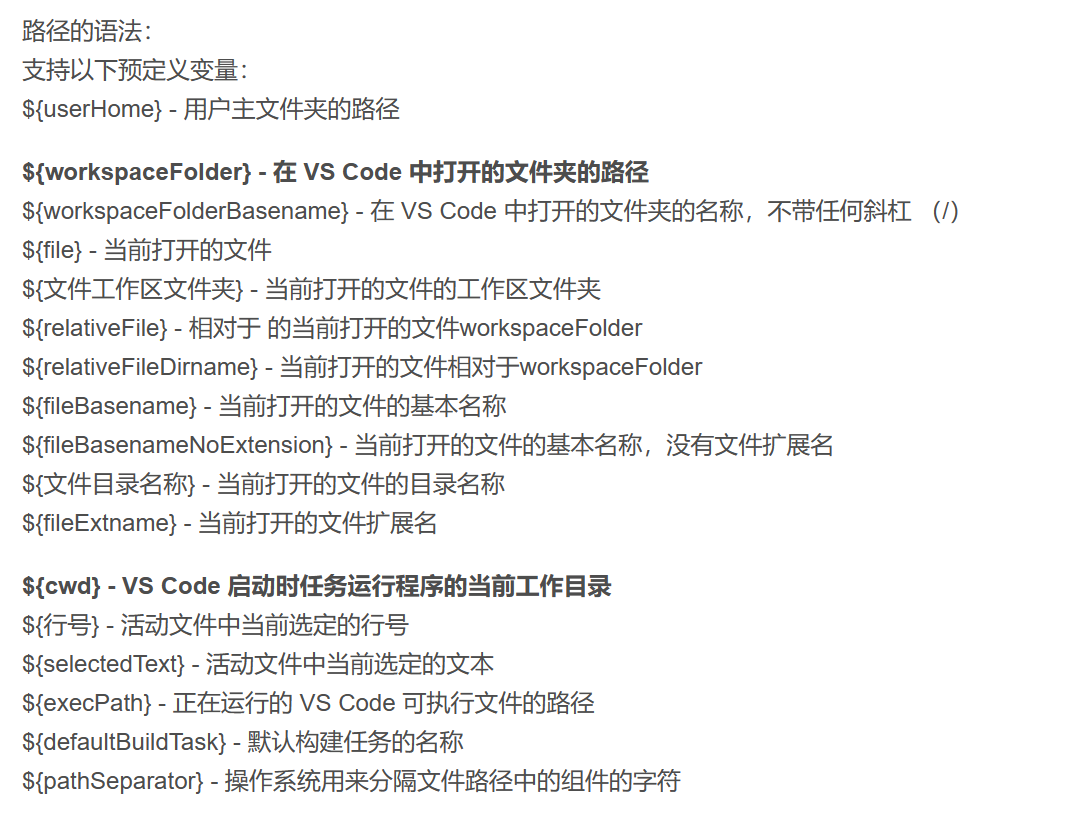 路径的语法：
支持以下预定义变量：
${userHome} - 用户主文件夹的路径
${workspaceFolder} - 在 VS Code 中打开的文件夹的路径
${workspaceFolderBasename} - 在 VS Code 中打开的文件夹的名称，不带任何斜杠 （/）
${file} - 当前打开的文件
${文件工作区文件夹} - 当前打开的文件的工作区文件夹
${relativeFile} - 相对于 的当前打开的文件workspaceFolder
${relativeFileDirname} - 当前打开的文件相对于workspaceFolder
${fileBasename} - 当前打开的文件的基本名称
${fileBasenameNoExtension} - 当前打开的文件的基本名称，没有文件扩展名
${文件目录名称} - 当前打开的文件的目录名称
${fileExtname} - 当前打开的文件扩展名
${cwd} - VS Code 启动时任务运行程序的当前工作目录
${行号} - 活动文件中当前选定的行号
${selectedText} - 活动文件中当前选定的文本
${execPath} - 正在运行的 VS Code 可执行文件的路径
${defaultBuildTask} - 默认构建任务的名称
${pathSeparator} - 操作系统用来分隔文件路径中的组件的字符